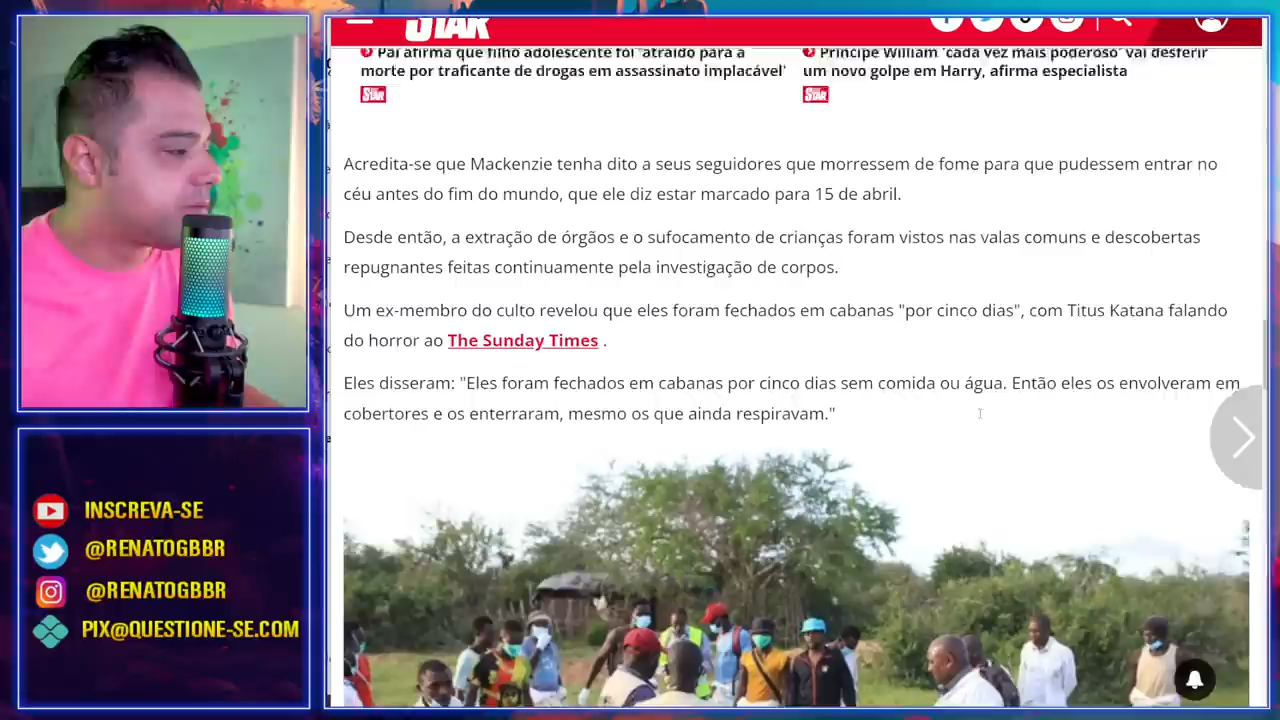 STAR
Pai afirma que filho adolescente foi "atraído para a
morte por traficante de drogas em assassinato implacável'
STAR
Príncipe William 'cada vez mais poderoso' vai desferir
um novo golpe em Harry, afirma especialista
STAR
Acredita-se que Mackenzie tenha dito a seus seguidores que morressem de fome para que pudessem entrar no
céu antes do fim do mundo, que ele diz estar marcado para 15 de abril.
Desde então, a extração de órgãos e o sufocamento de crianças foram vistos nas valas comuns e descobertas
repugnantes feitas continuamente pela investigação de corpos.
Um ex-membro do culto revelou que eles foram fechados em cabanas "por cinco dias", com Titus Katana falando
do horror ao The Sunday Times .
Eles disseram: "Eles foram fechados em cabanas por cinco dias sem comida ou água. Então eles os envolveram em
cobertores e os enterraram, mesmo os que ainda respiravam."
INSCREVA-SE
@RENATOGBBR
@RENATOGBBR
PIX@QUESTIONE-SE.COM